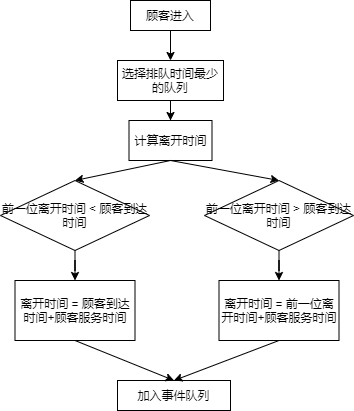 顾客进入
选择排队时间最少
的队列
计算离开时间
前一位离开时间 < 顾客到达
时间
前一位离开时间 > 顾客到达
时间
离开时间 = 顾客到达
时间+顾客服务时间
离开时间 = 前一位离
开时间+顾客服务时间
加入事件队列